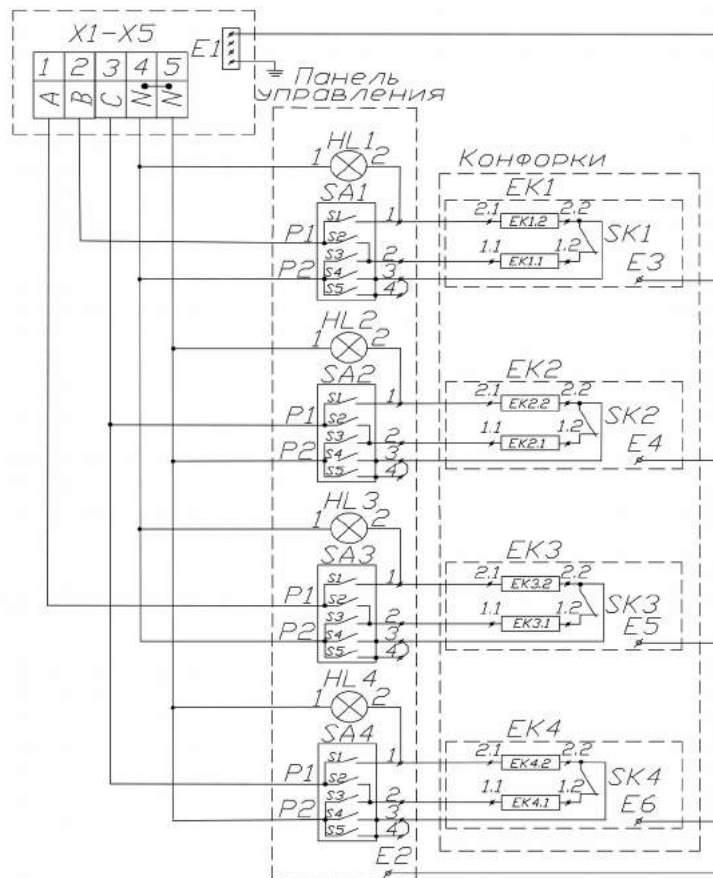 X1-X5
E1
1 2 3 4 5
A B C N N
Панель
управления
HL1
1 2
Конфорки
SA1
EK1
S1
1
2.1 EK1.2 2.2
P1
S2
SK1
S3
2
1.1 EK1.1 1.2
P2
S4
3
E3
S5
4
HL2
1 2
SA2
EK2
S1
1
2.1 EK2.2 2.2
P1
S2
SK2
S3
2
1.1 EK2.1 1.2
P2
S4
3
E4
S5
4
HL3
1 2
SA3
EK3
S1
1
2.1 EK3.2 2.2
P1
S2
SK3
S3
2
1.1 EK3.1 1.2
P2
S4
3
E5
S5
4
HL4
1 2
SA4
EK4
S1
1
2.1 EK4.2 2.2
P1
S2
SK4
S3
2
1.1 EK4.1 1.2
P2
S4
3
E6
S5
4
E2